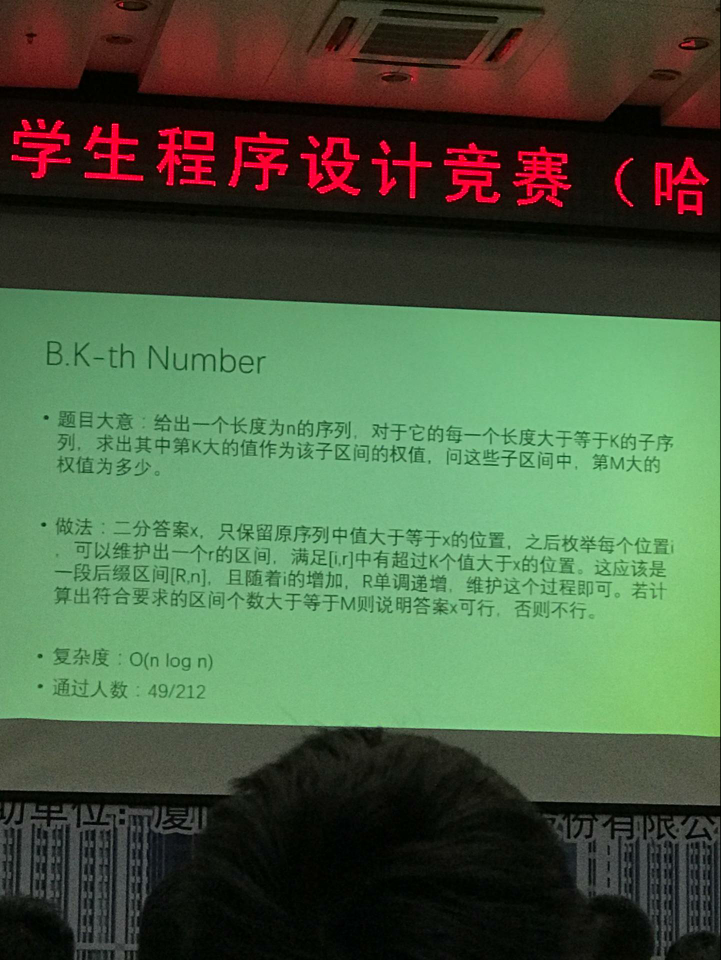 学生程序设计竞赛（哈
B.K-th Number
• 题目大意：给出一个长度为n的序列，对于它的每一个长度大于等于K的子序
列，求出其中第K大的值作为该子区间的权值，问这些子区间中，第M大的
权值为多少。
• 做法：二分答案x，只保留原序列中值大于等于x的位置，之后枚举每个位置i
，可以维护出一个r的区间，满足[i,r]中有超过K个值大于x的位置。这应该是
一段后缀区间[R,n]，且随着i的增加，R单调递增，维护这个过程即可。若计
算出符合要求的区间个数大于等于M则说明答案x可行，否则不行。
• 复杂度：O(n log n)
• 通过人数：49/212
助单位：厦 份有限公